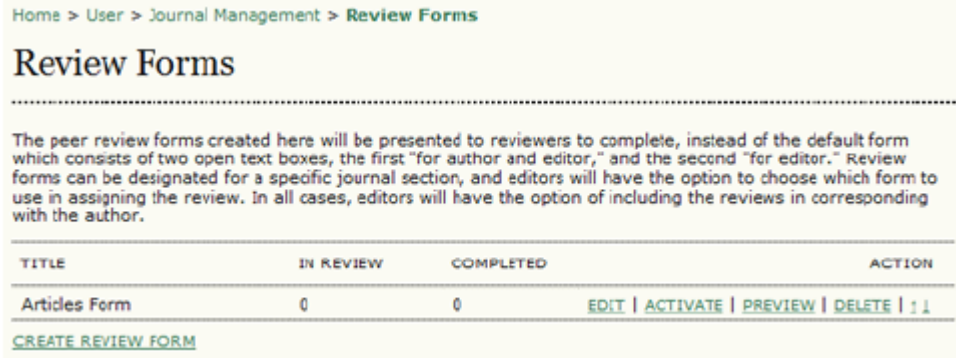 Home > User > Journal Management > Review Forms
Review Forms
The peer review forms created here will be presented to reviewers to complete, instead of the default form
which consists of two open text boxes, the first "for author and editor," and the second "for editor." Review
forms can be designated for a specific journal section, and editors will have the option to choose which form to
use in assigning the review. In all cases, editors will have the option of including the reviews in corresponding
with the author.
TITLE IN REVIEW COMPLETED ACTION
Articles Form 0 0 EDIT | ACTIVATE | PREVIEW | DELETE | ↑ ↓
CREATE REVIEW FORM